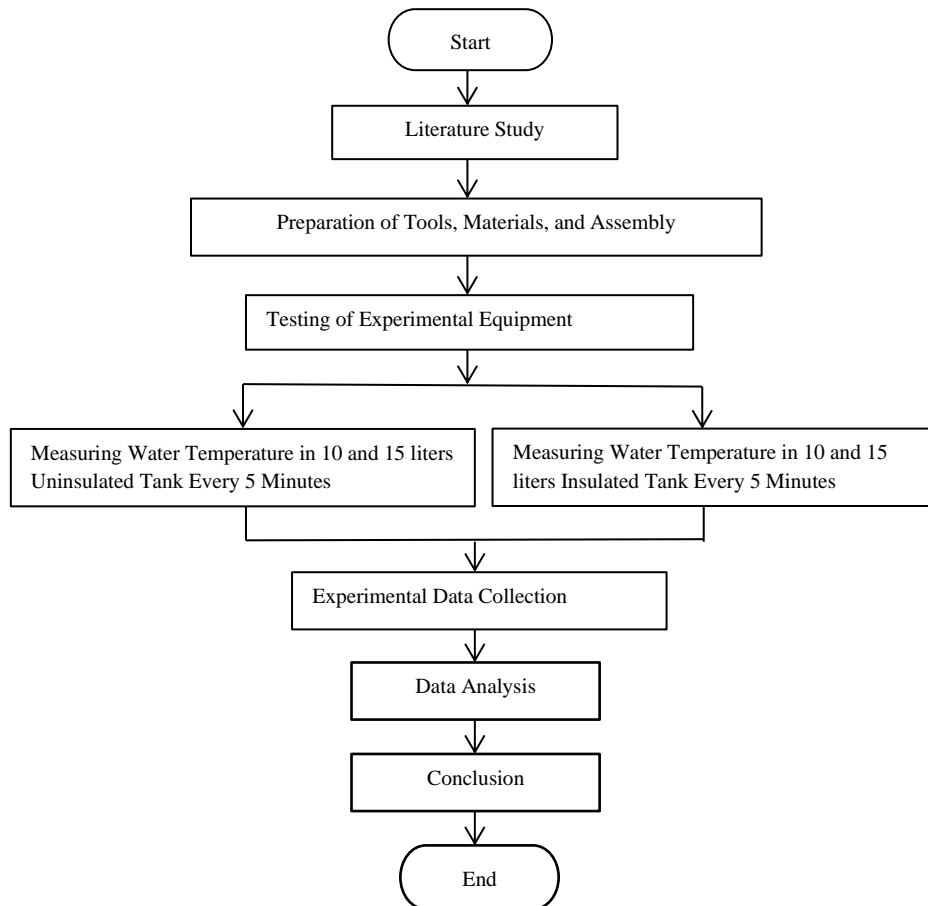 Start
Literature Study
Preparation of Tools, Materials, and Assembly
Testing of Experimental Equipment
Measuring Water Temperature in 10 and 15 liters
Uninsulated Tank Every 5 Minutes
Measuring Water Temperature in 10 and 15
liters Insulated Tank Every 5 Minutes
Experimental Data Collection
Data Analysis
Conclusion
End